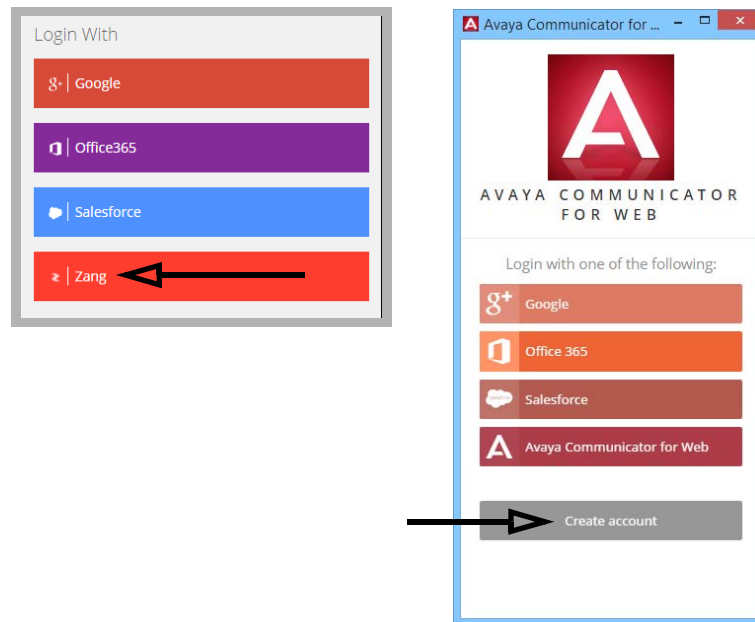 Login With
8+ Google
Office365
Salesforce
Zang
Avaya Communicator for ...
AVAYA COMMUNICATOR
FOR WEB
Login with one of the following:
g+ Google
Office 365
Salesforce
Avaya Communicator for Web
Create account